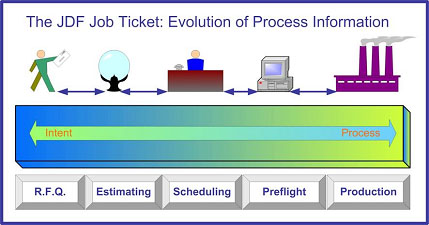 The JDF Job Ticket: Evolution of Process Information
Intent
Process
R.F.Q.
Estimating
Scheduling
Preflight
Production